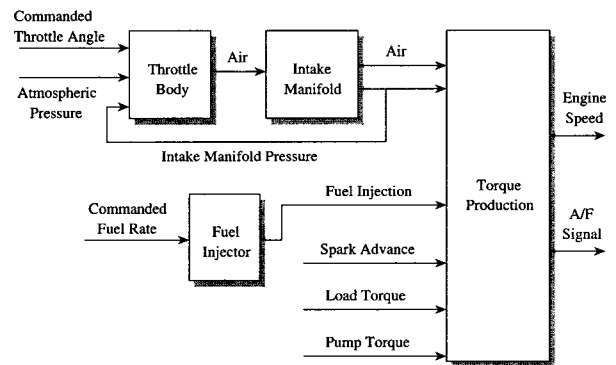 Commanded
Throttle Angle
Atmospheric
Pressure
Throttle
Body
Air
Intake
Manifold
Air
Intake Manifold Pressure
Commanded
Fuel Rate
Fuel
Injector
Fuel Injection
Spark Advance
Load Torque
Pump Torque
Torque
Production
Engine
Speed
A/F
Signal